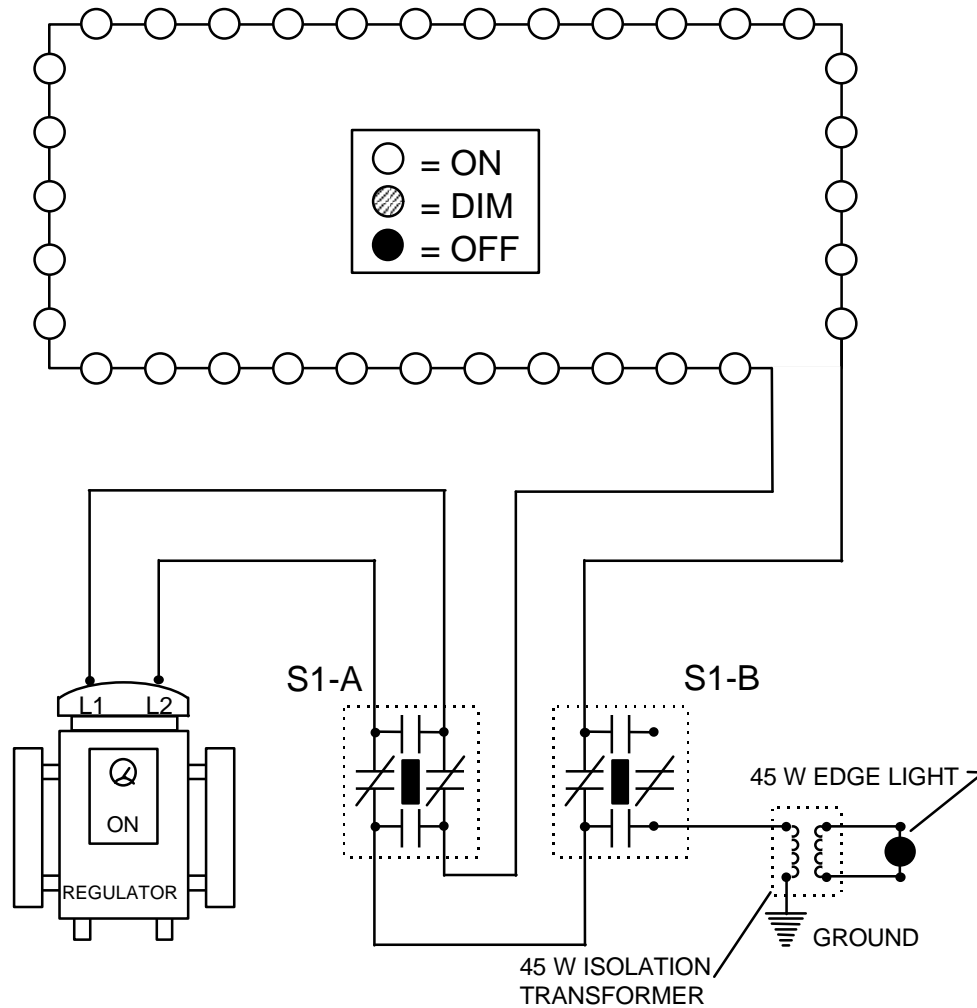 = ON
= DIM
= OFF
S1-A
S1-B
L1 L2
ON
REGULATOR
45 W EDGE LIGHT
GROUND
45 W ISOLATION
TRANSFORMER